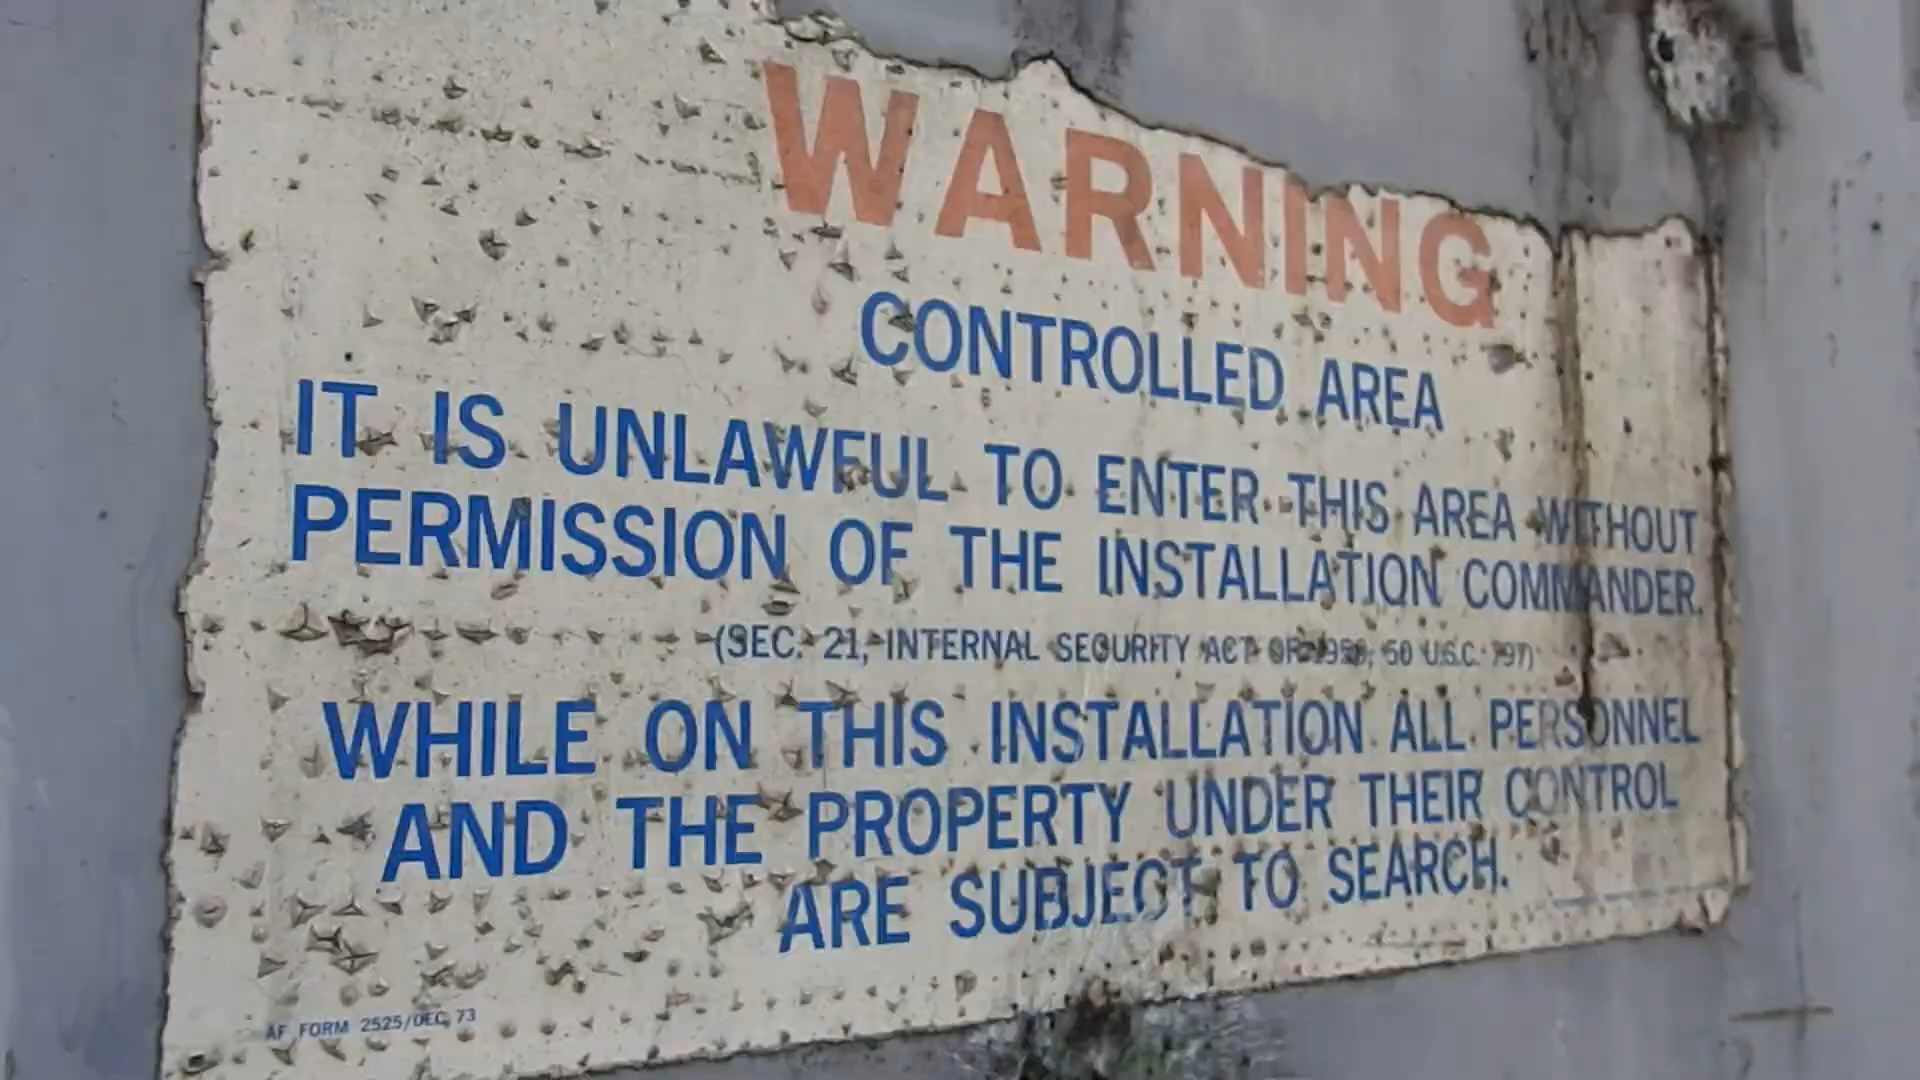 WARNING
CONTROLLED AREA
IT IS UNLAWFUL TO ENTER THIS AREA WITHOUT
PERMISSION OF THE INSTALLATION COMMANDER.
(SEC. 21, INTERNAL SECURITY ACT OF 1950, 50 U.S.C. 797)
WHILE ON THIS INSTALLATION ALL PERSONNEL
AND THE PROPERTY UNDER THEIR CONTROL
ARE SUBJECT TO SEARCH.
AF FORM 2525/DEC, 73